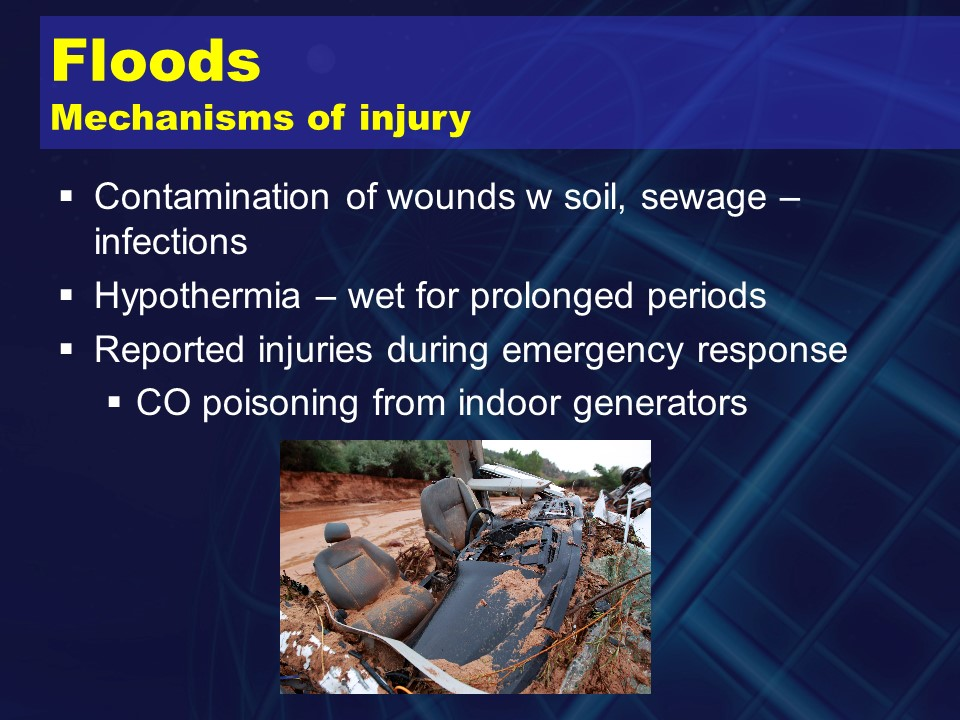 Floods
Mechanisms of injury
▪ Contamination of wounds w soil, sewage –
infections
▪ Hypothermia – wet for prolonged periods
▪ Reported injuries during emergency response
▪ CO poisoning from indoor generators